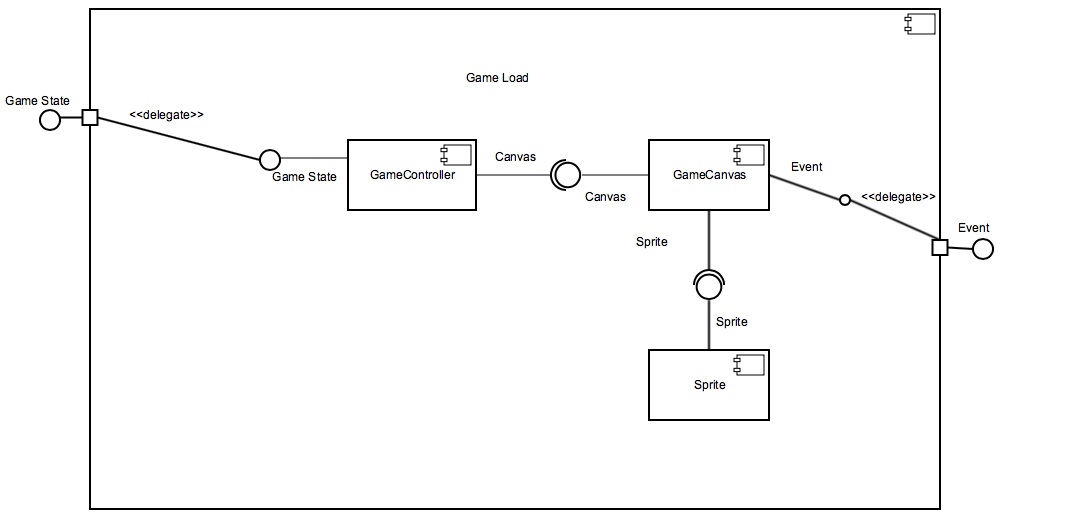 Game Load
Game State
<<delegate>>
Game State
GameController
Canvas
Canvas
GameCanvas
Event
<<delegate>>
Event
Sprite
Sprite
Sprite